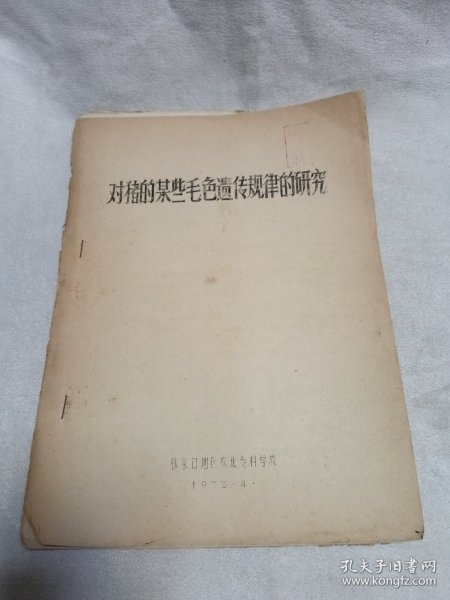 对猪的某些毛色遗传规律的研究
张家口地区农业专科学校
1973.4.
孔夫子旧书网
www.kongfz.com